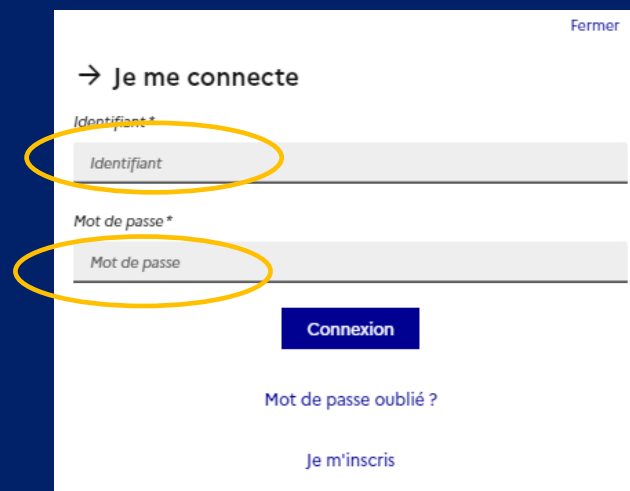 Fermer
→ Je me connecte
Identifiant *
Identifiant
Mot de passe *
Mot de passe
Connexion
Mot de passe oublié ?
Je m'inscris